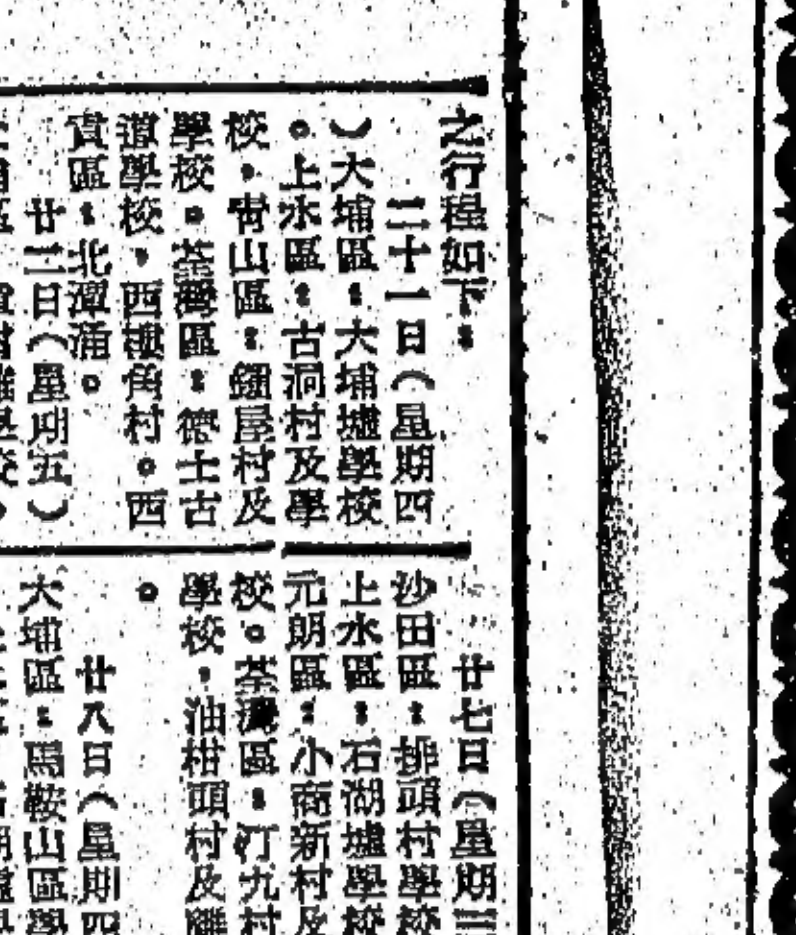 之行程如下：
二十一日（星期四
）大埔區：大埔墟學校
。上水區：古洞村及學
校，青山區：鍾屋村及
學校。荃灣區：德士古
道學校，西樓角村。西
貢區：北潭涌。
廿二日（星期五）
廿七日（星期三
沙田區：排頭村學校
上水區：石湖墟學校
元朗區：小商新村及
校。荃灣區：汀九村
學校，油柑頭村及
。
廿八日（星期四
大埔區：馬鞍山區學